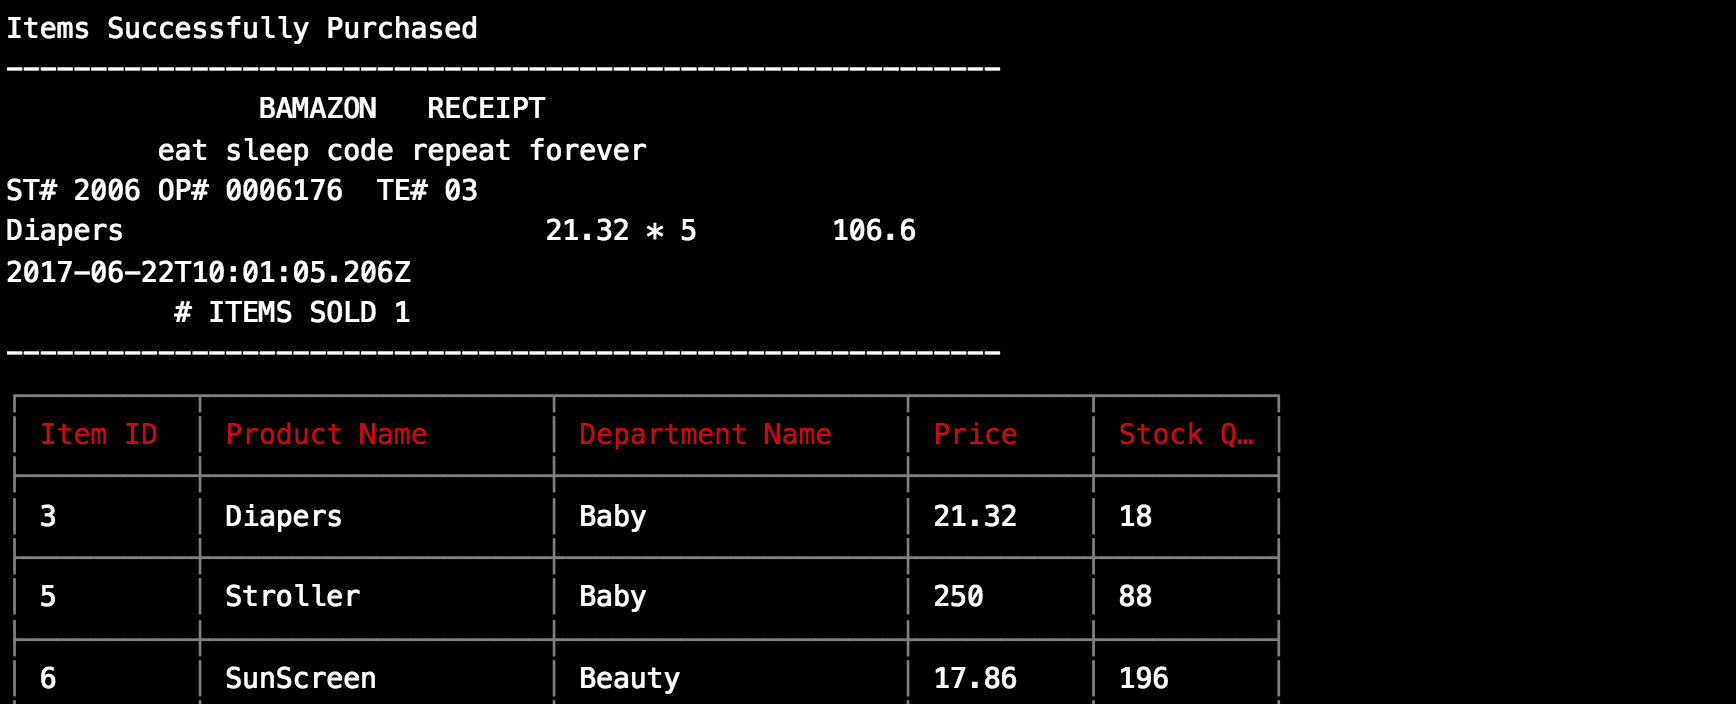 Items Successfully Purchased
-----------------------------------------------------------
BAMAZON   RECEIPT
eat sleep code repeat forever
ST# 2006 OP# 0006176  TE# 03
Diapers                         21.32 * 5        106.6
2017-06-22T10:01:05.206Z
# ITEMS SOLD 1
-----------------------------------------------------------
Item ID  Product Name  Department Name  Price  Stock Q…
3  Diapers  Baby  21.32  18
5  Stroller  Baby  250  88
6  SunScreen  Beauty  17.86  196